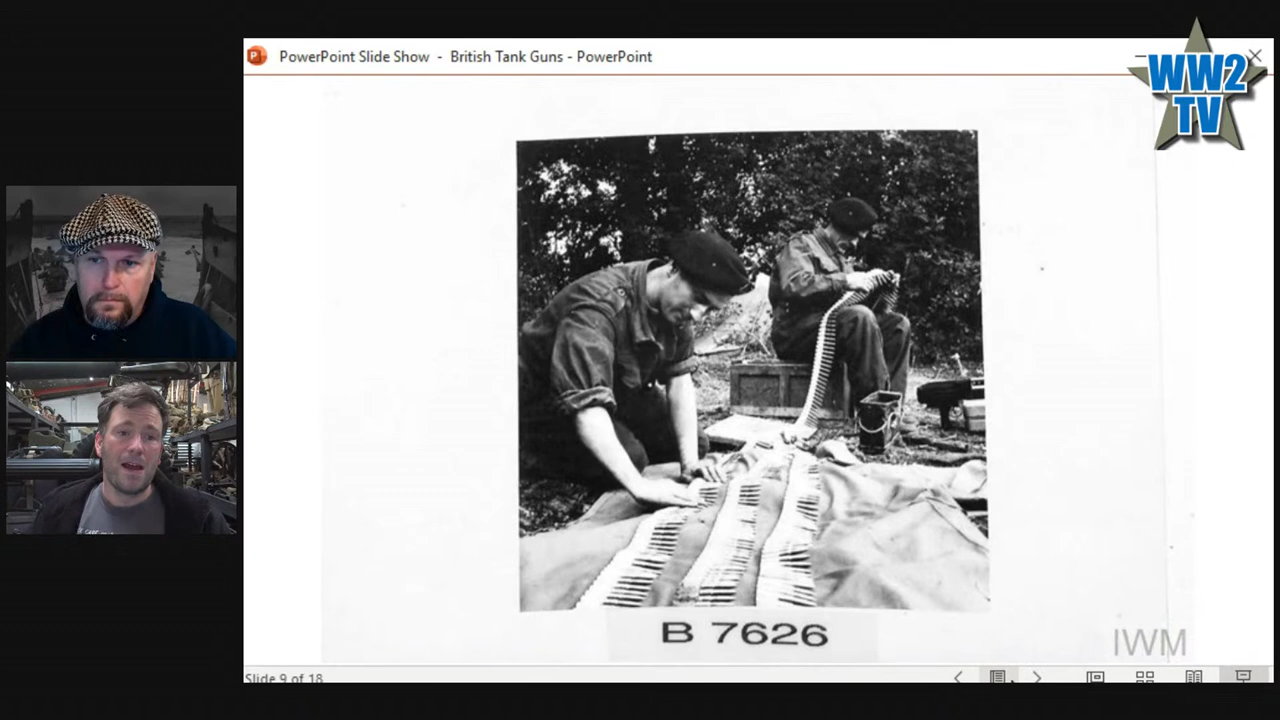 PowerPoint Slide Show - British Tank Guns - PowerPoint
WW2
TV
B 7626
IWM
Slide 9 of 18